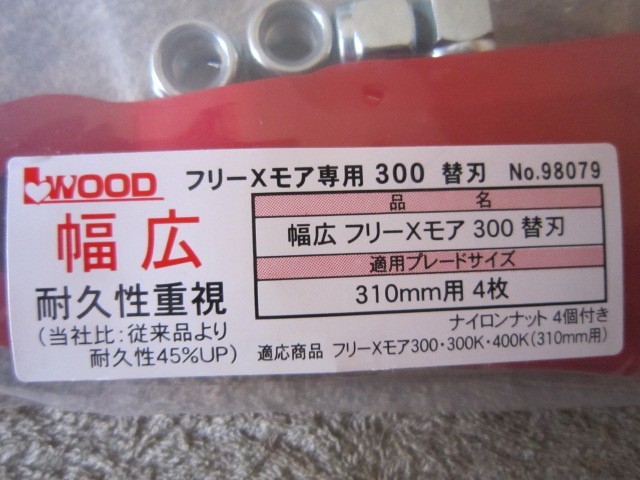 WOOD
フリーXモア専用 300 替刃 No.98079
幅広
耐久性重視
(当社比:従来品より
耐久性45%UP)
品 名
幅広 フリーXモア 300 替刃
適用ブレードサイズ
310mm用 4枚
ナイロンナット 4個付き
適応商品 フリーXモア300・300K・400K(310mm用)